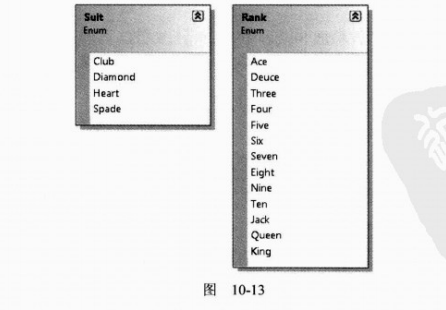 Suit
Enum
Club
Diamond
Heart
Spade
Rank
Enum
Ace
Deuce
Three
Four
Five
Six
Seven
Eight
Nine
Ten
Jack
Queen
King
图 10-13